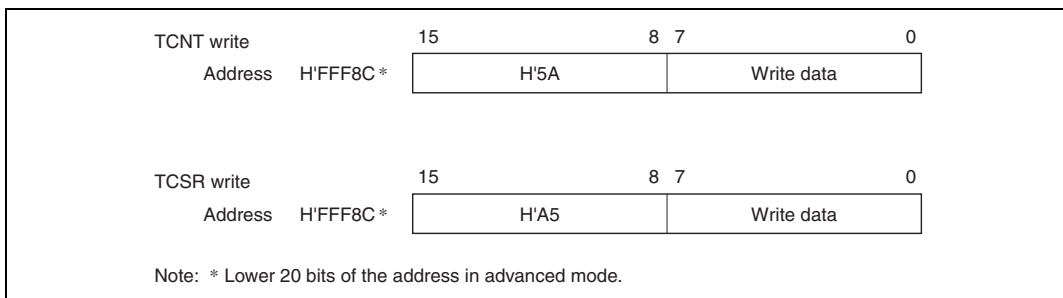 TCNT write 15 8 7 0
Address H'FFF8C * H'5A Write data
TCSR write 15 8 7 0
Address H'FFF8C * H'A5 Write data
Note: * Lower 20 bits of the address in advanced mode.